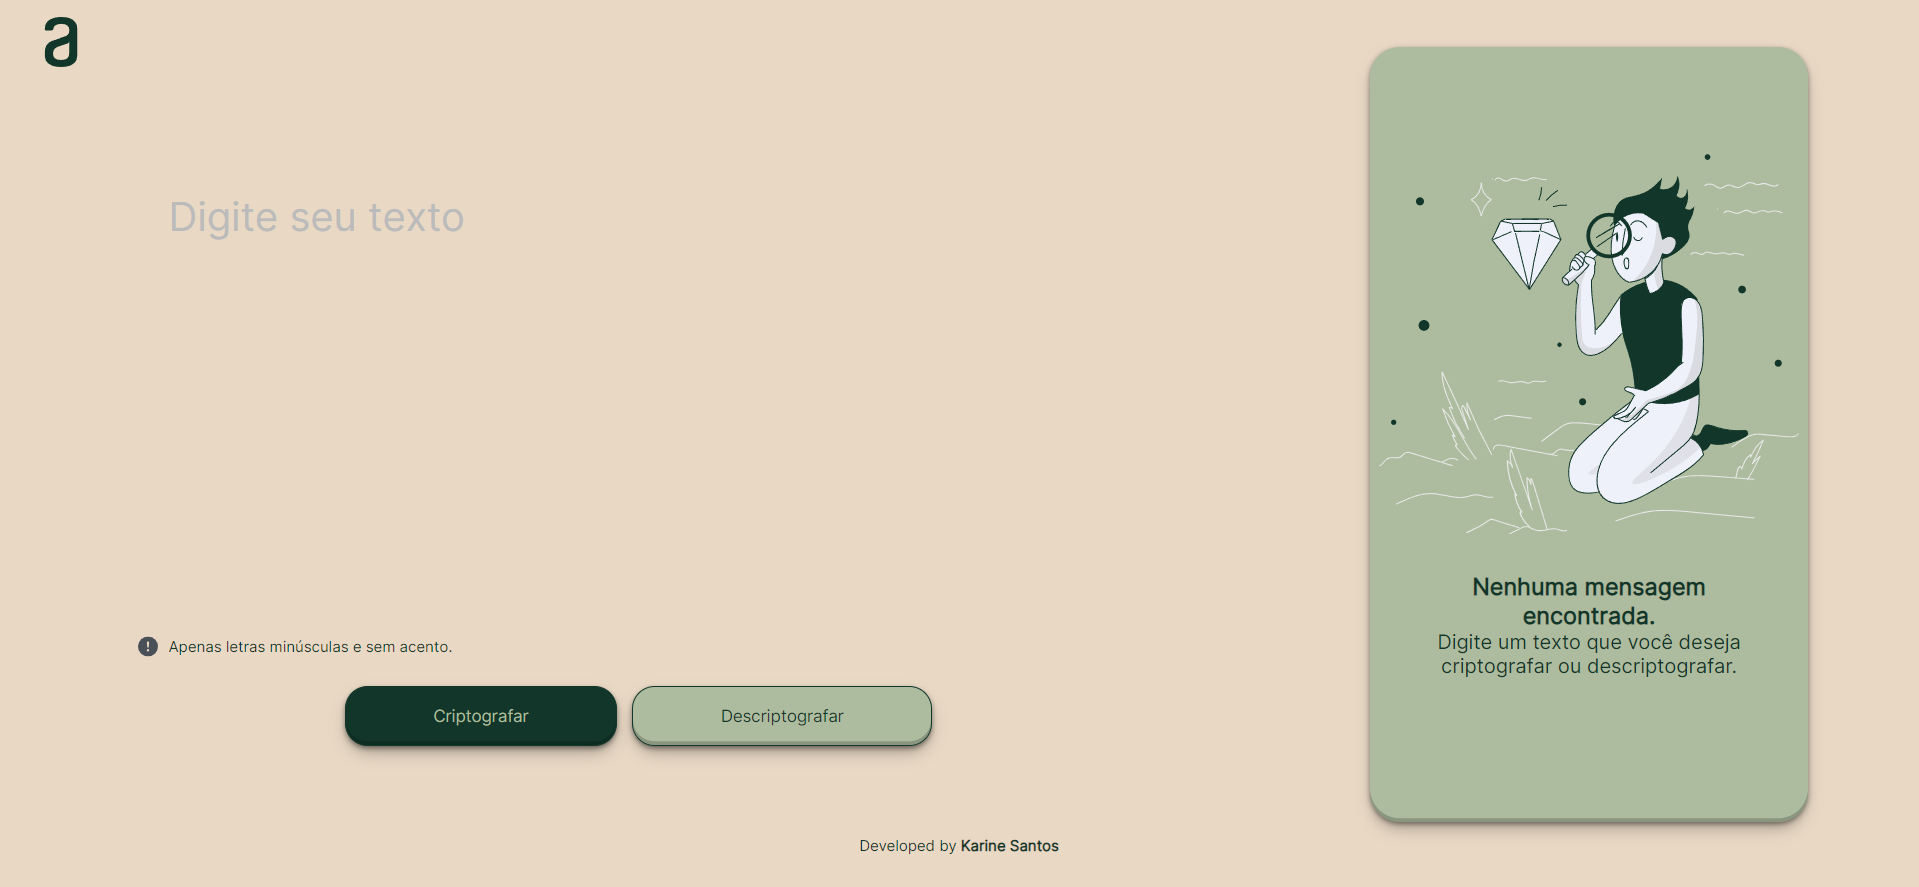 a
Digite seu texto
Apenas letras minúsculas e sem acento.
Criptografar
Descriptografar
Nenhuma mensagem
encontrada.
Digite um texto que você deseja
criptografar ou descriptografar.
Developed by Karine Santos